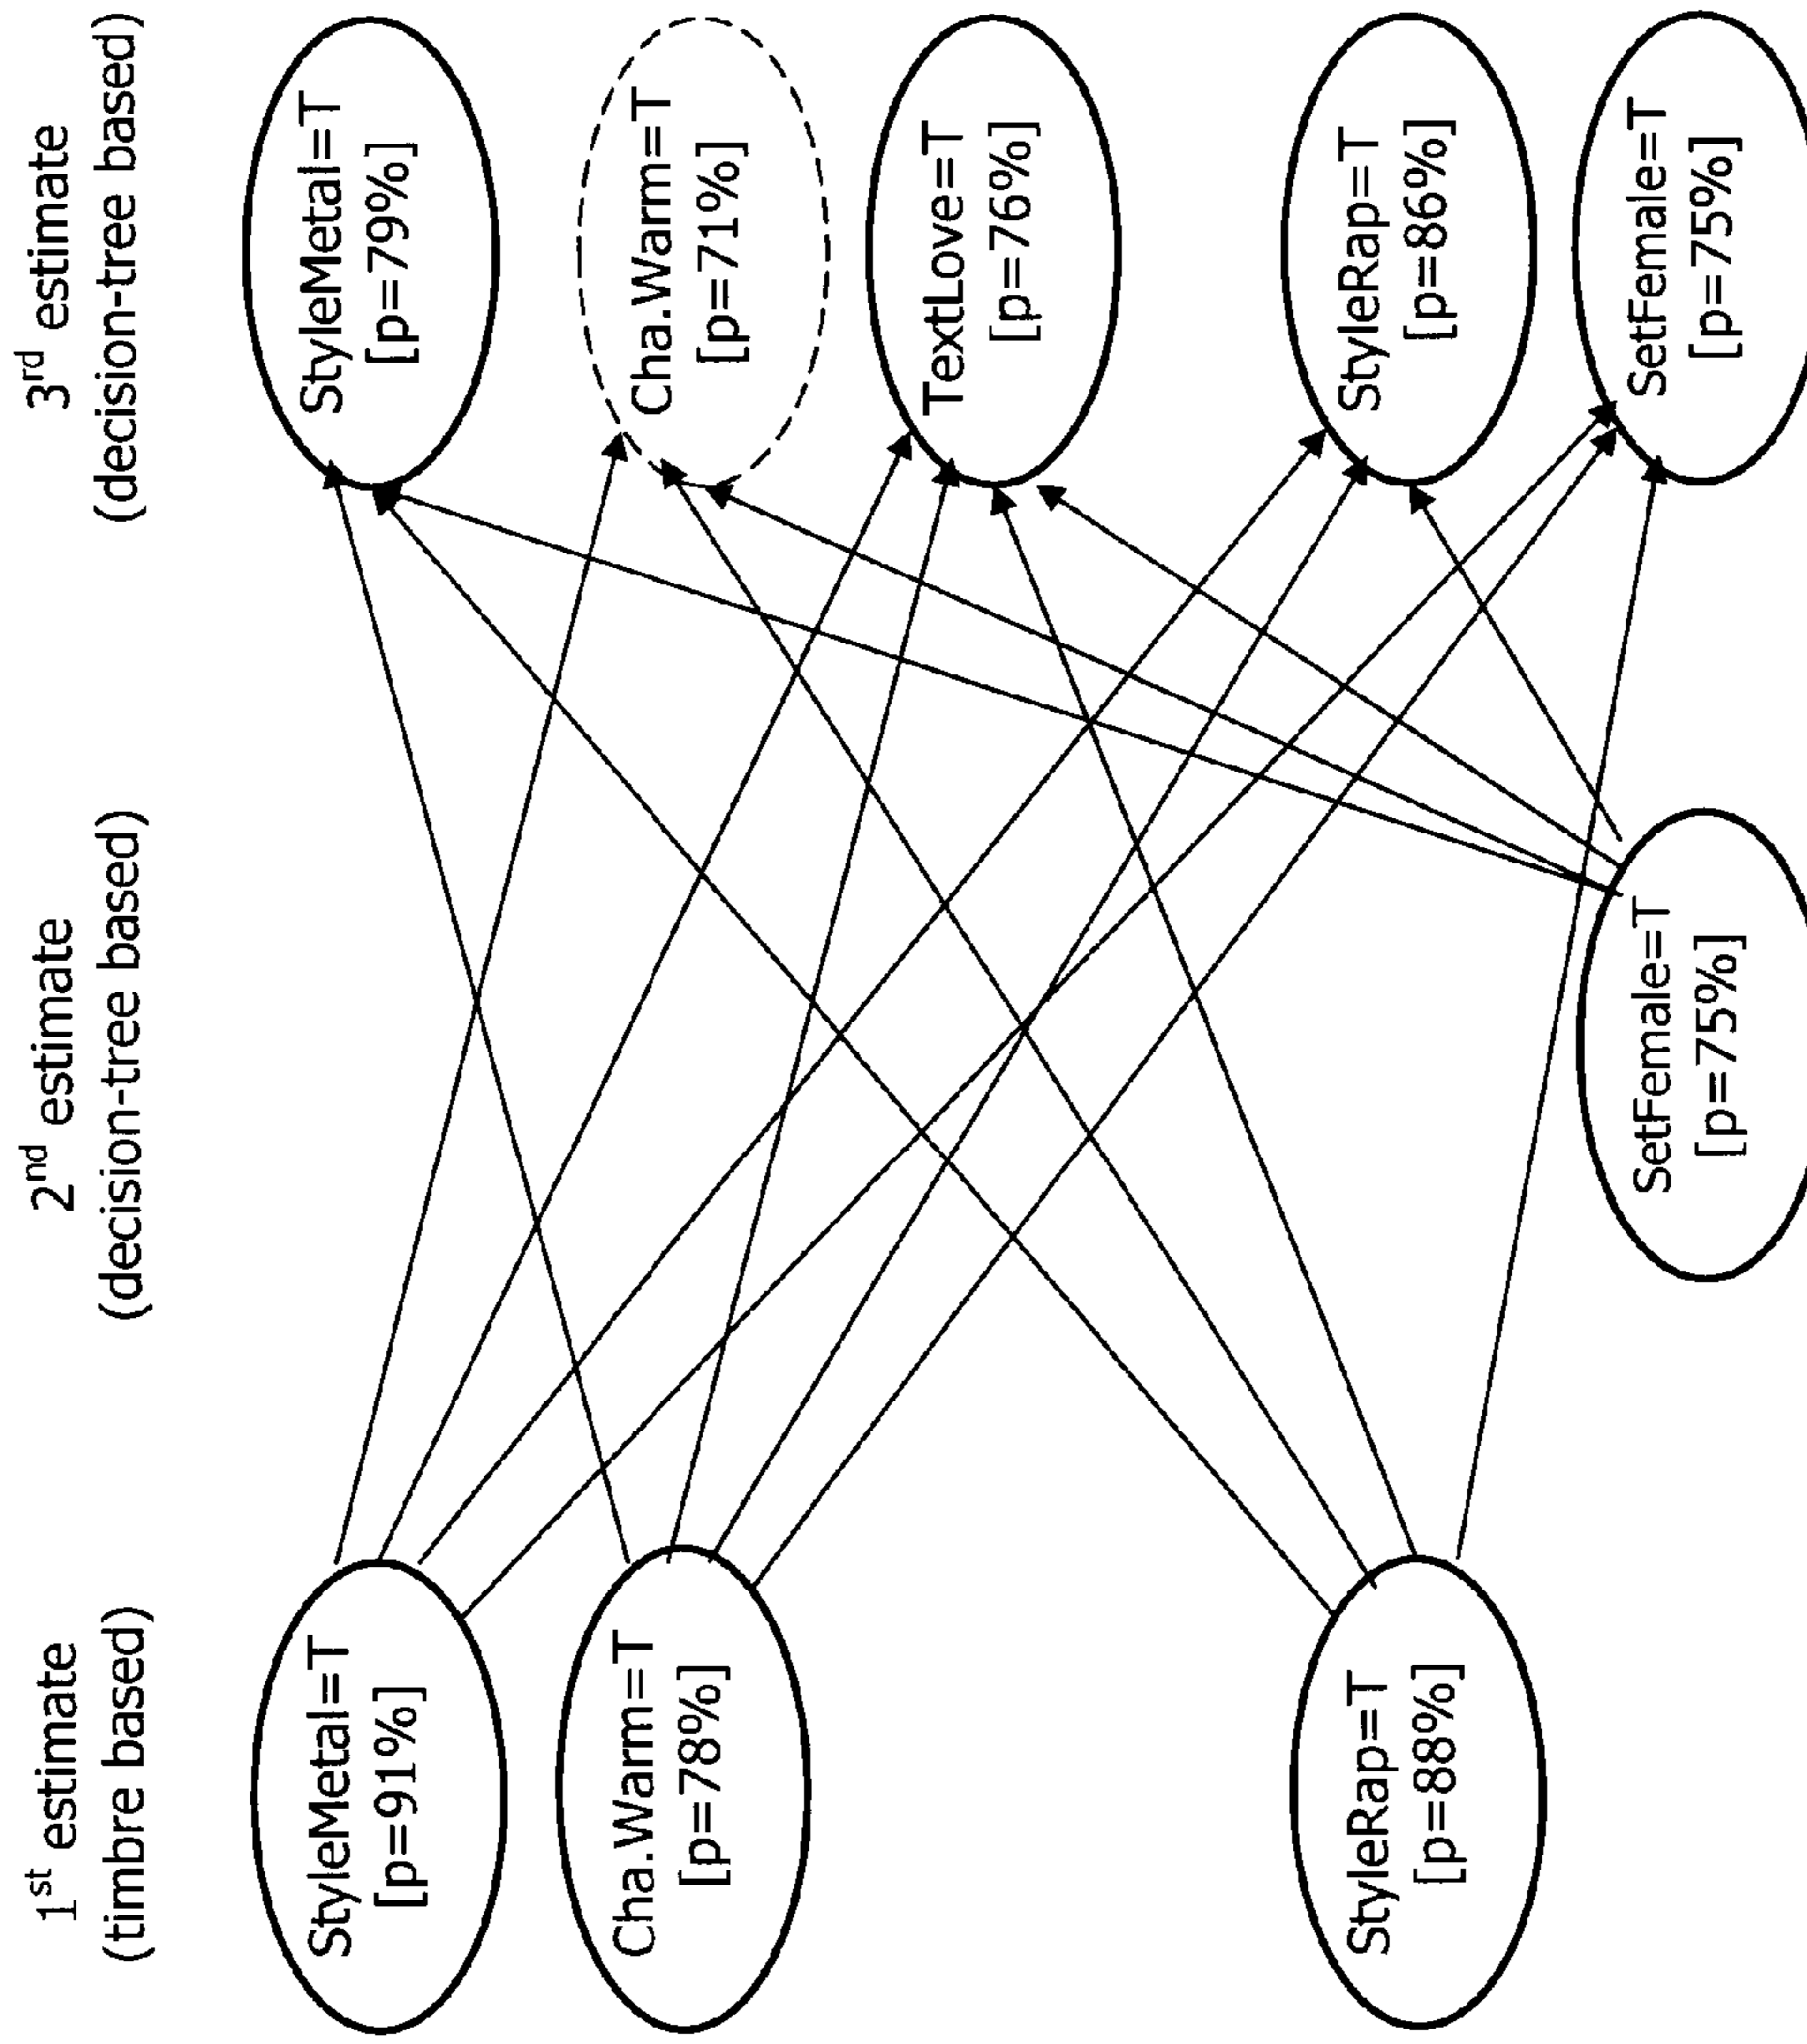 1st estimate
(timbre based)
2nd estimate
(decision-tree based)
3rd estimate
(decision-tree based)
StyleMetal=T
[p=91%]
StyleMetal=T
[p=79%]
Cha.Warm=T
[p=78%]
Cha.Warm=T
[p=71%]
TextLove=T
[p=76%]
StyleRap=T
[p=88%]
StyleRap=T
[p=86%]
SetFemale=T
[p=75%]
SetFemale=T
[p=75%]